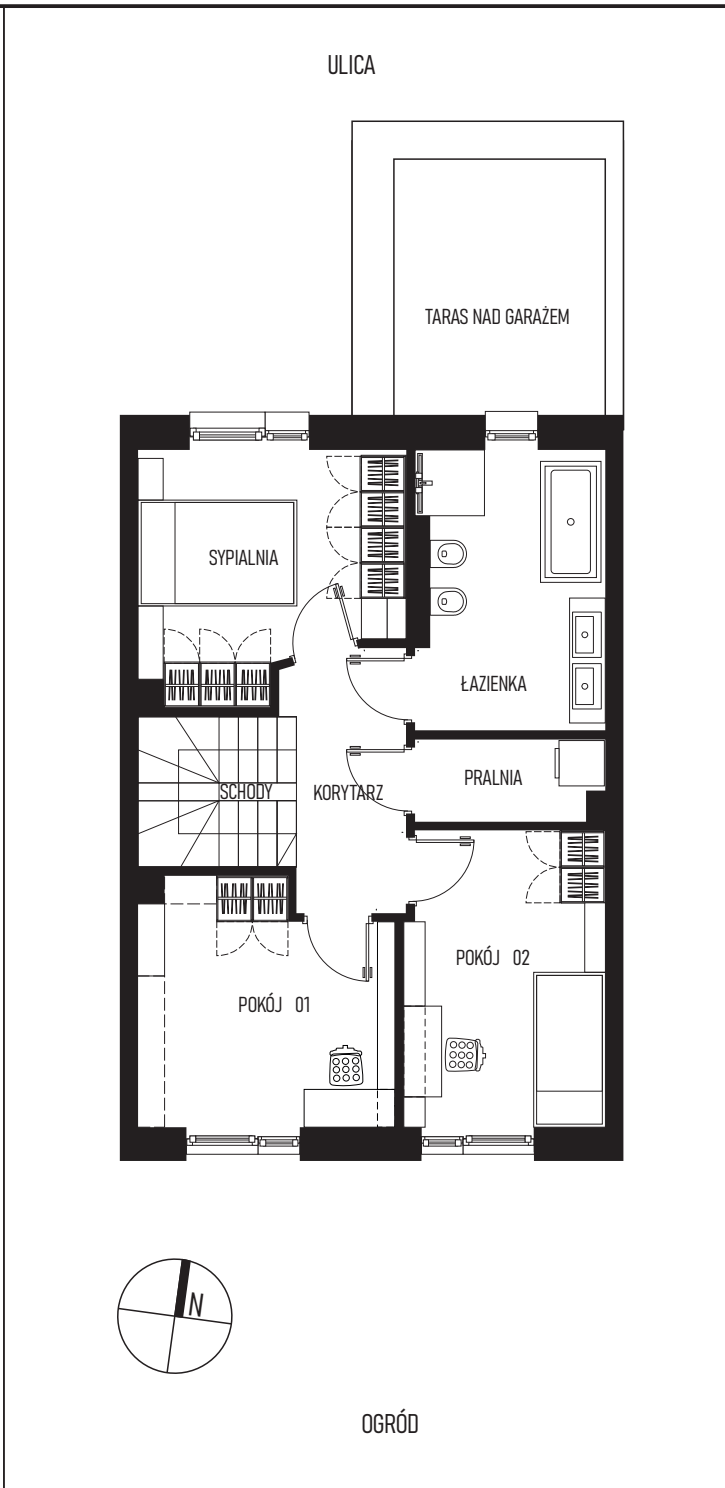 ULICA
TARAS NAD GARAŻEM
SYPIALNIA
ŁAZIENKA
PRALNIA
SCHODY
KORYTARZ
POKÓJ 02
POKÓJ 01
N
OGRÓD